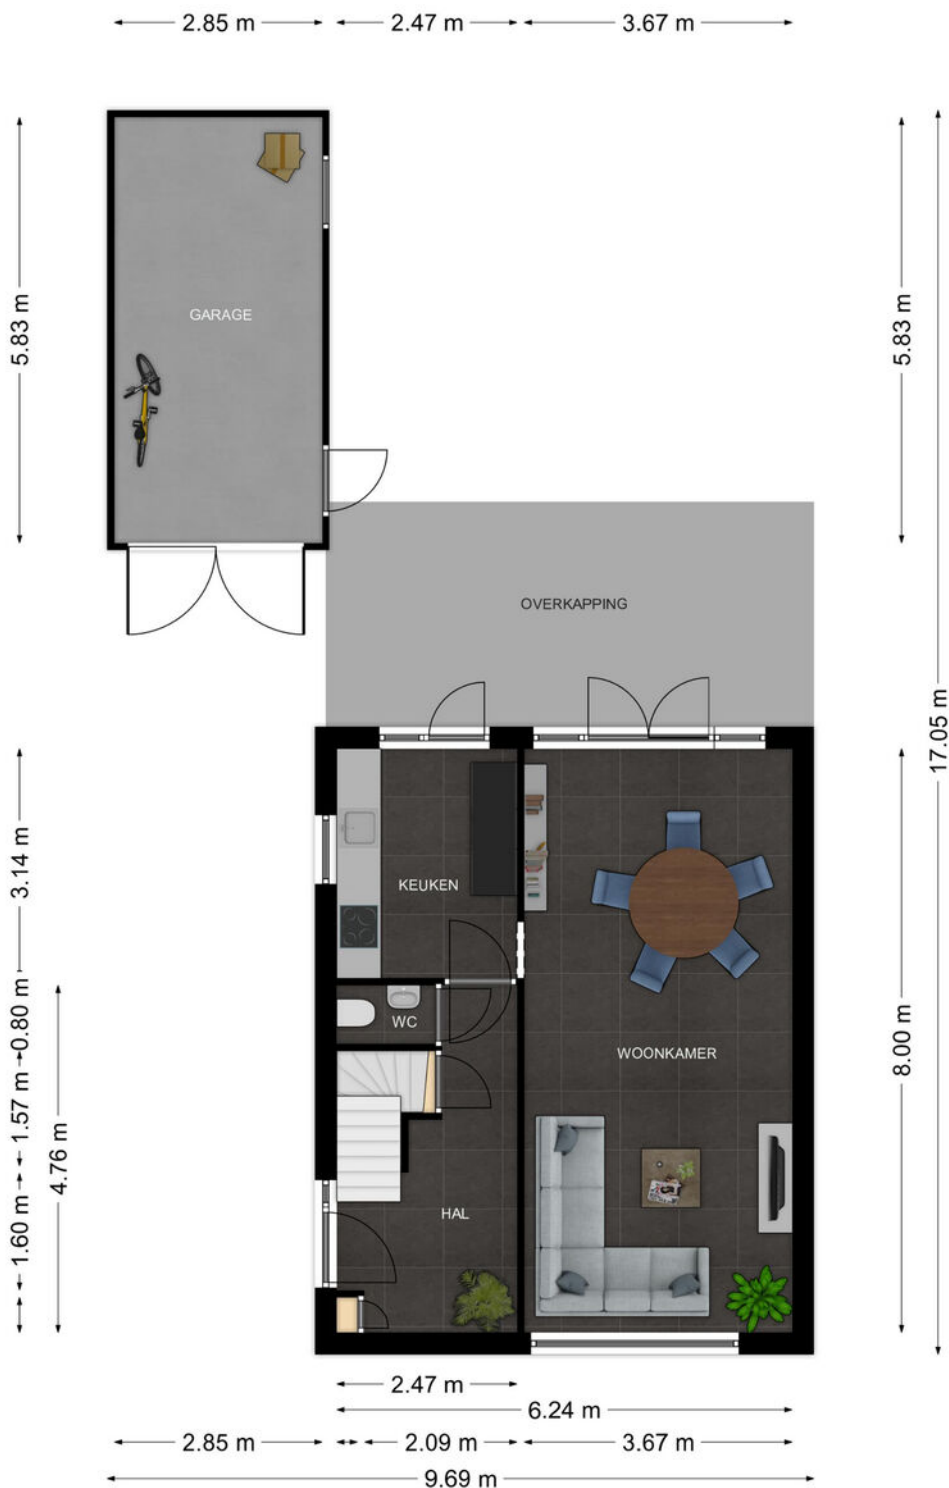 2.85 m
2.47 m
3.67 m
5.83 m
5.83 m
17.05 m
GARAGE
OVERKAPPING
3.14 m
KEUKEN
0.80 m
WC
8.00 m
WOONKAMER
1.57 m
4.76 m
1.60 m
HAL
2.47 m
6.24 m
2.85 m
2.09 m
3.67 m
9.69 m